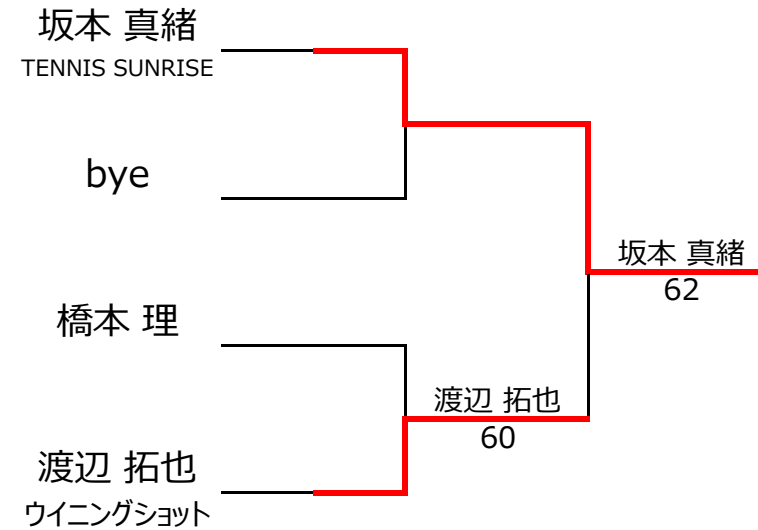 坂本 真緒
TENNIS SUNRISE
bye
坂本 真緒
62
橋本 理
渡辺 拓也
60
渡辺 拓也
ウイニングショット